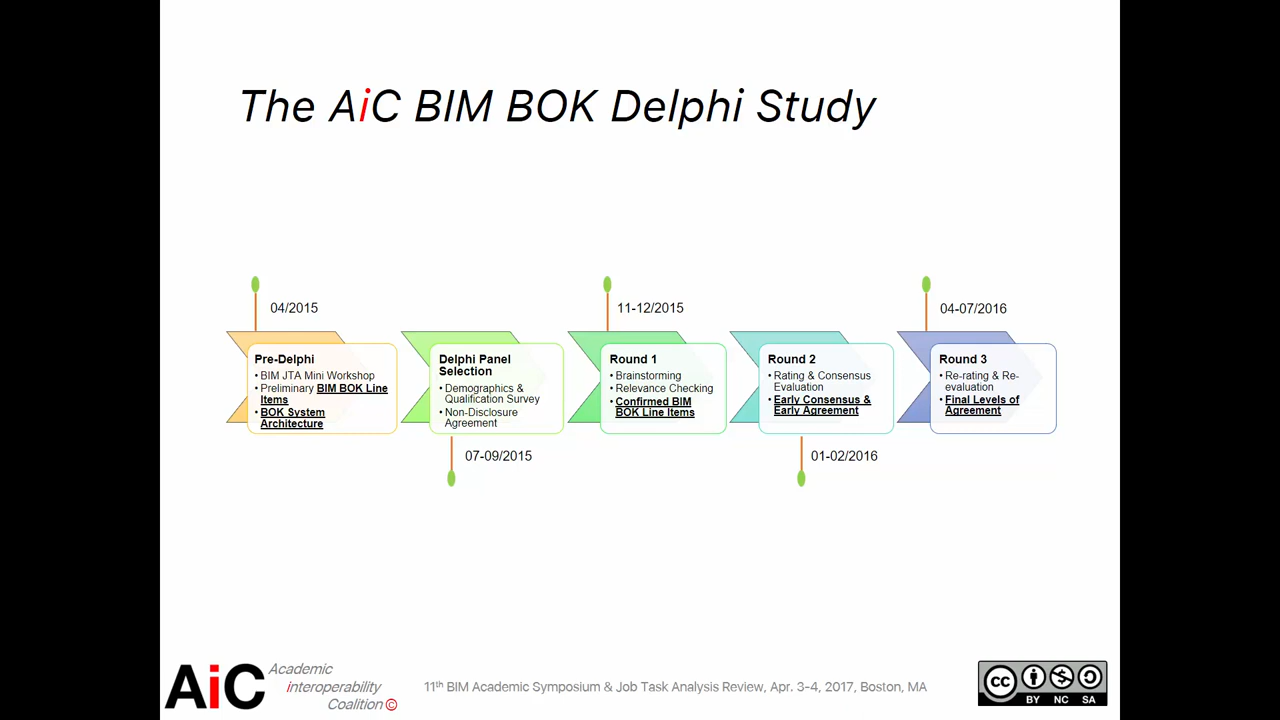 The AiC BIM BOK Delphi Study
04/2015
11-12/2015
04-07/2016
Pre-Delphi
• BIM JTA Mini Workshop
• Preliminary BIM BOK Line
Items
• BOK System
Architecture
Delphi Panel
Selection
• Demographics &
Qualification Survey
• Non-Disclosure
Agreement
Round 1
• Brainstorming
• Relevance Checking
• Confirmed BIM
BOK Line Items
Round 2
• Rating & Consensus
Evaluation
• Early Consensus &
Early Agreement
Round 3
• Re-rating & Re-
evaluation
• Final Levels of
Agreement
07-09/2015
01-02/2016
AiC
Academic
interoperability
Coalition ©
11th BIM Academic Symposium & Job Task Analysis Review, Apr. 3-4, 2017, Boston, MA
cc
BY NC SA